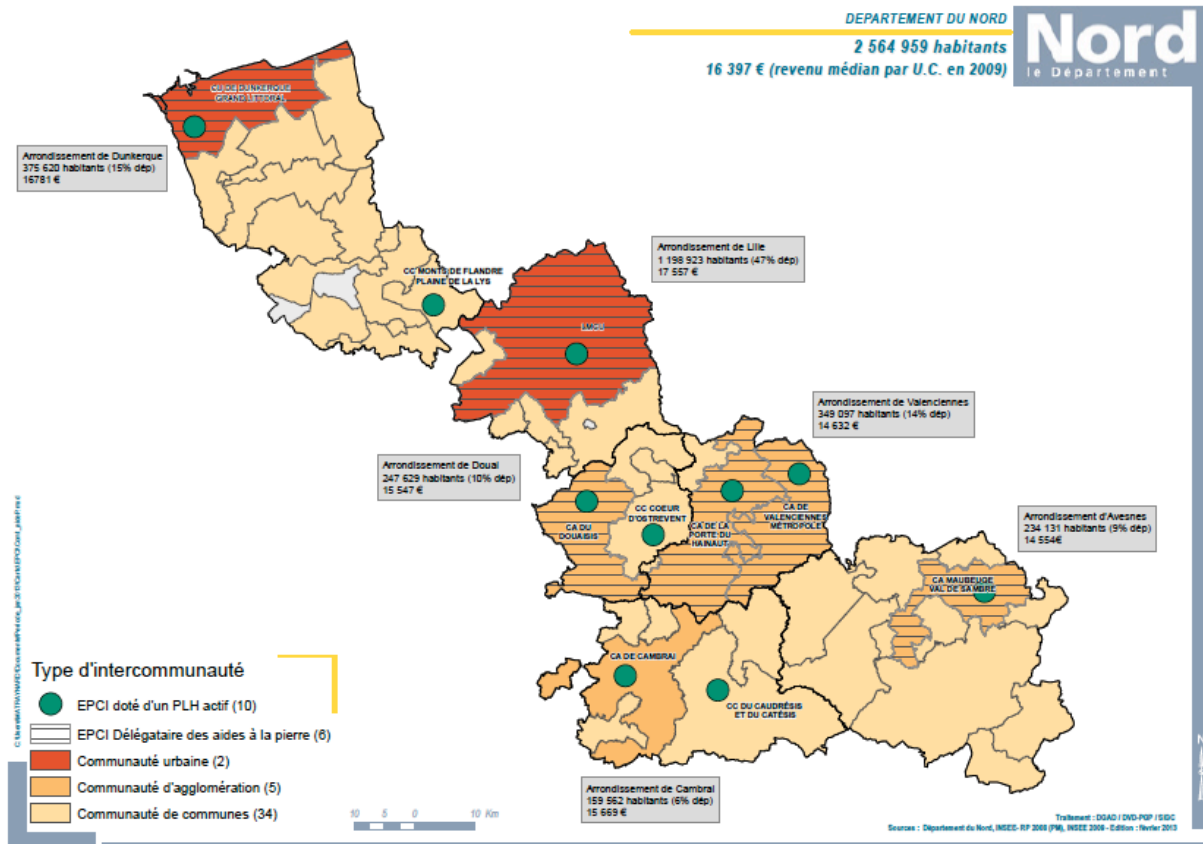 DEPARTEMENT DU NORD
2 564 959 habitants
16 397 € (revenu médian par U.C. en 2009)
Nord
le Département
CU DE DUNKERQUE
GRAND LITTORAL
Arrondissement de Dunkerque
375 620 habitants (15% dép)
16781 €
Arrondissement de Lille
1 198 923 habitants (47% dép)
17 557 €
CC MONTS DE FLANDRE
PLAINE DE LA LYS
LMCU
Arrondissement de Valenciennes
349 097 habitants (14% dép)
14 632 €
Arrondissement de Douai
247 629 habitants (10% dép)
15 547 €
CA DU
DOUAISIS
CC COEUR
D'OSTREVENT
CA DE LA
PORTE DU
HAINAUT
CA DE
VALENCIENNES
MÉTROPOLE
Arrondissement d'Avesnes
234 131 habitants (9% dép)
14 554€
CA MAUBEUGE
VAL DE SAMBRE
CA DE CAMBRAI
CC DU CAUDRÉSIS
ET DU CATÉSIS
Type d'intercommunauté
EPCI doté d'un PLH actif (10)
EPCI Délégataire des aides à la pierre (6)
Communauté urbaine (2)
Communauté d'agglomération (5)
Communauté de communes (34)
Arrondissement de Cambrai
159 562 habitants (6% dép)
15 669 €
10 5 0 10 Km
N
Traitement : DGAD / DVD-PGP / SIGC
Sources : Département du Nord, INSEE- RP 2008 (PM), INSEE 2009 - Edition : février 2013